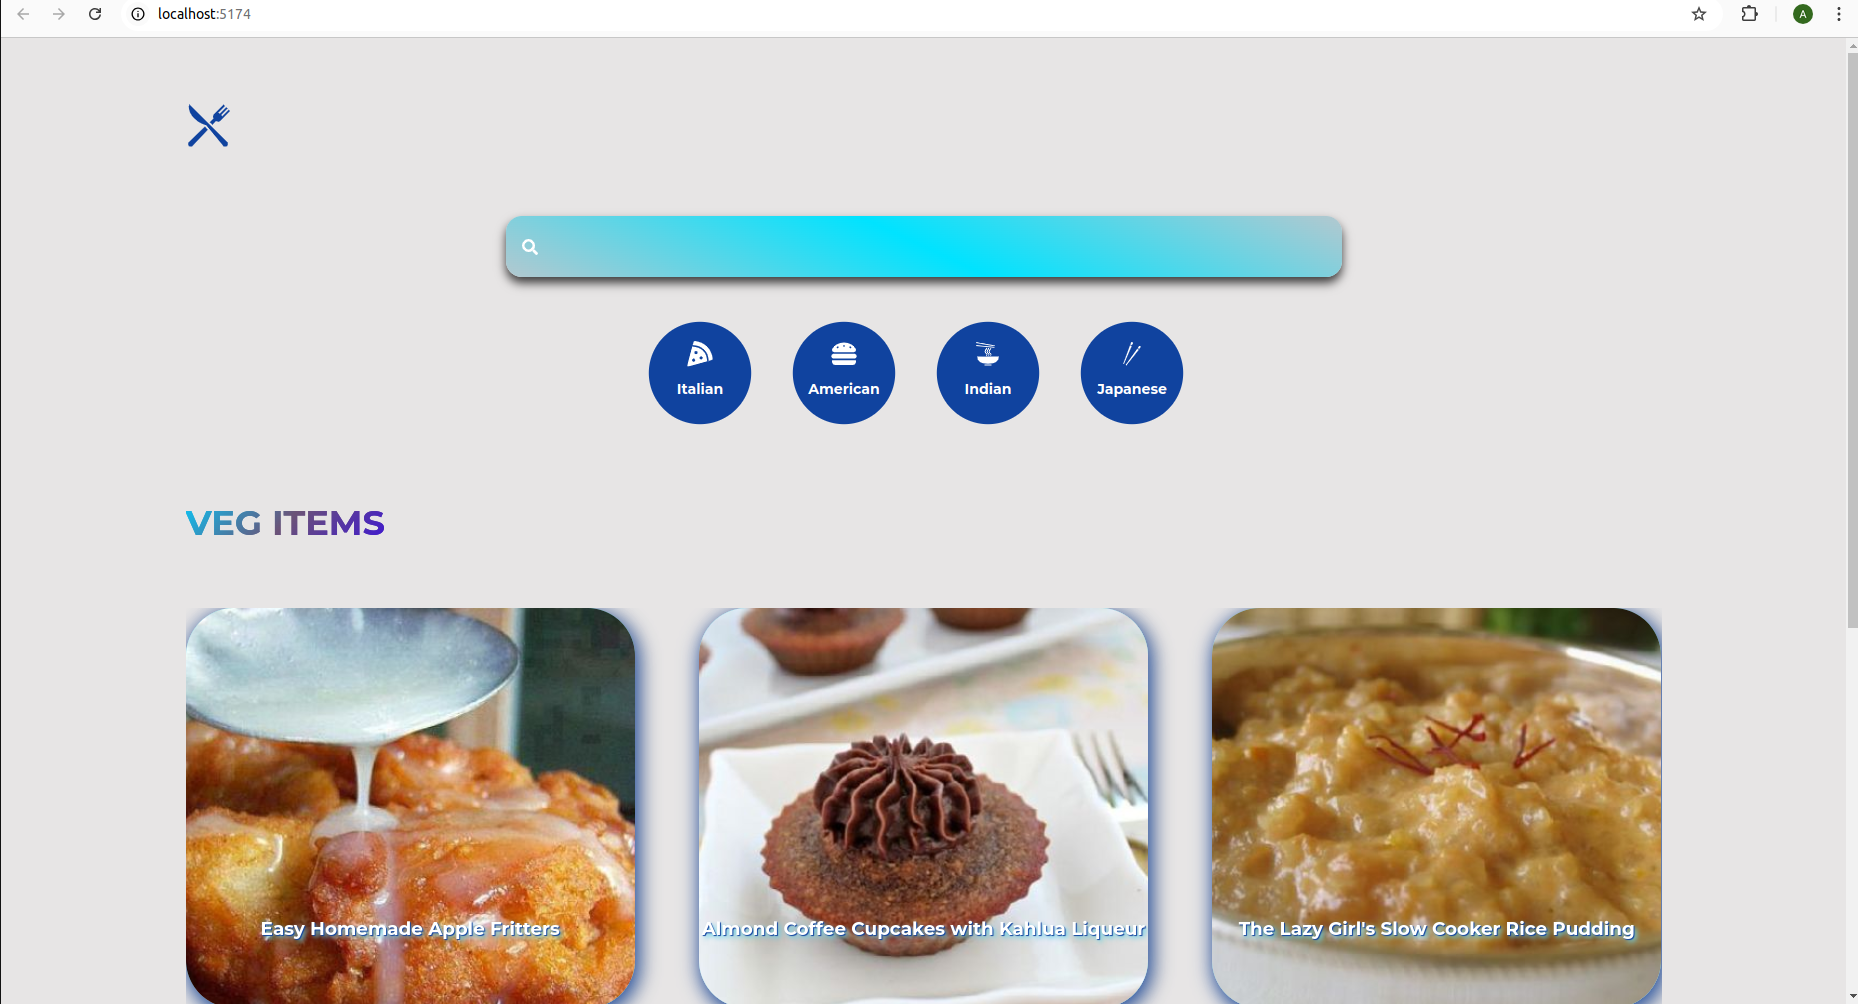 localhost:5174
A
Italian
American
Indian
Japanese
VEG ITEMS
Easy Homemade Apple Fritters
Almond Coffee Cupcakes with Kahlua Liqueur
The Lazy Girl's Slow Cooker Rice Pudding